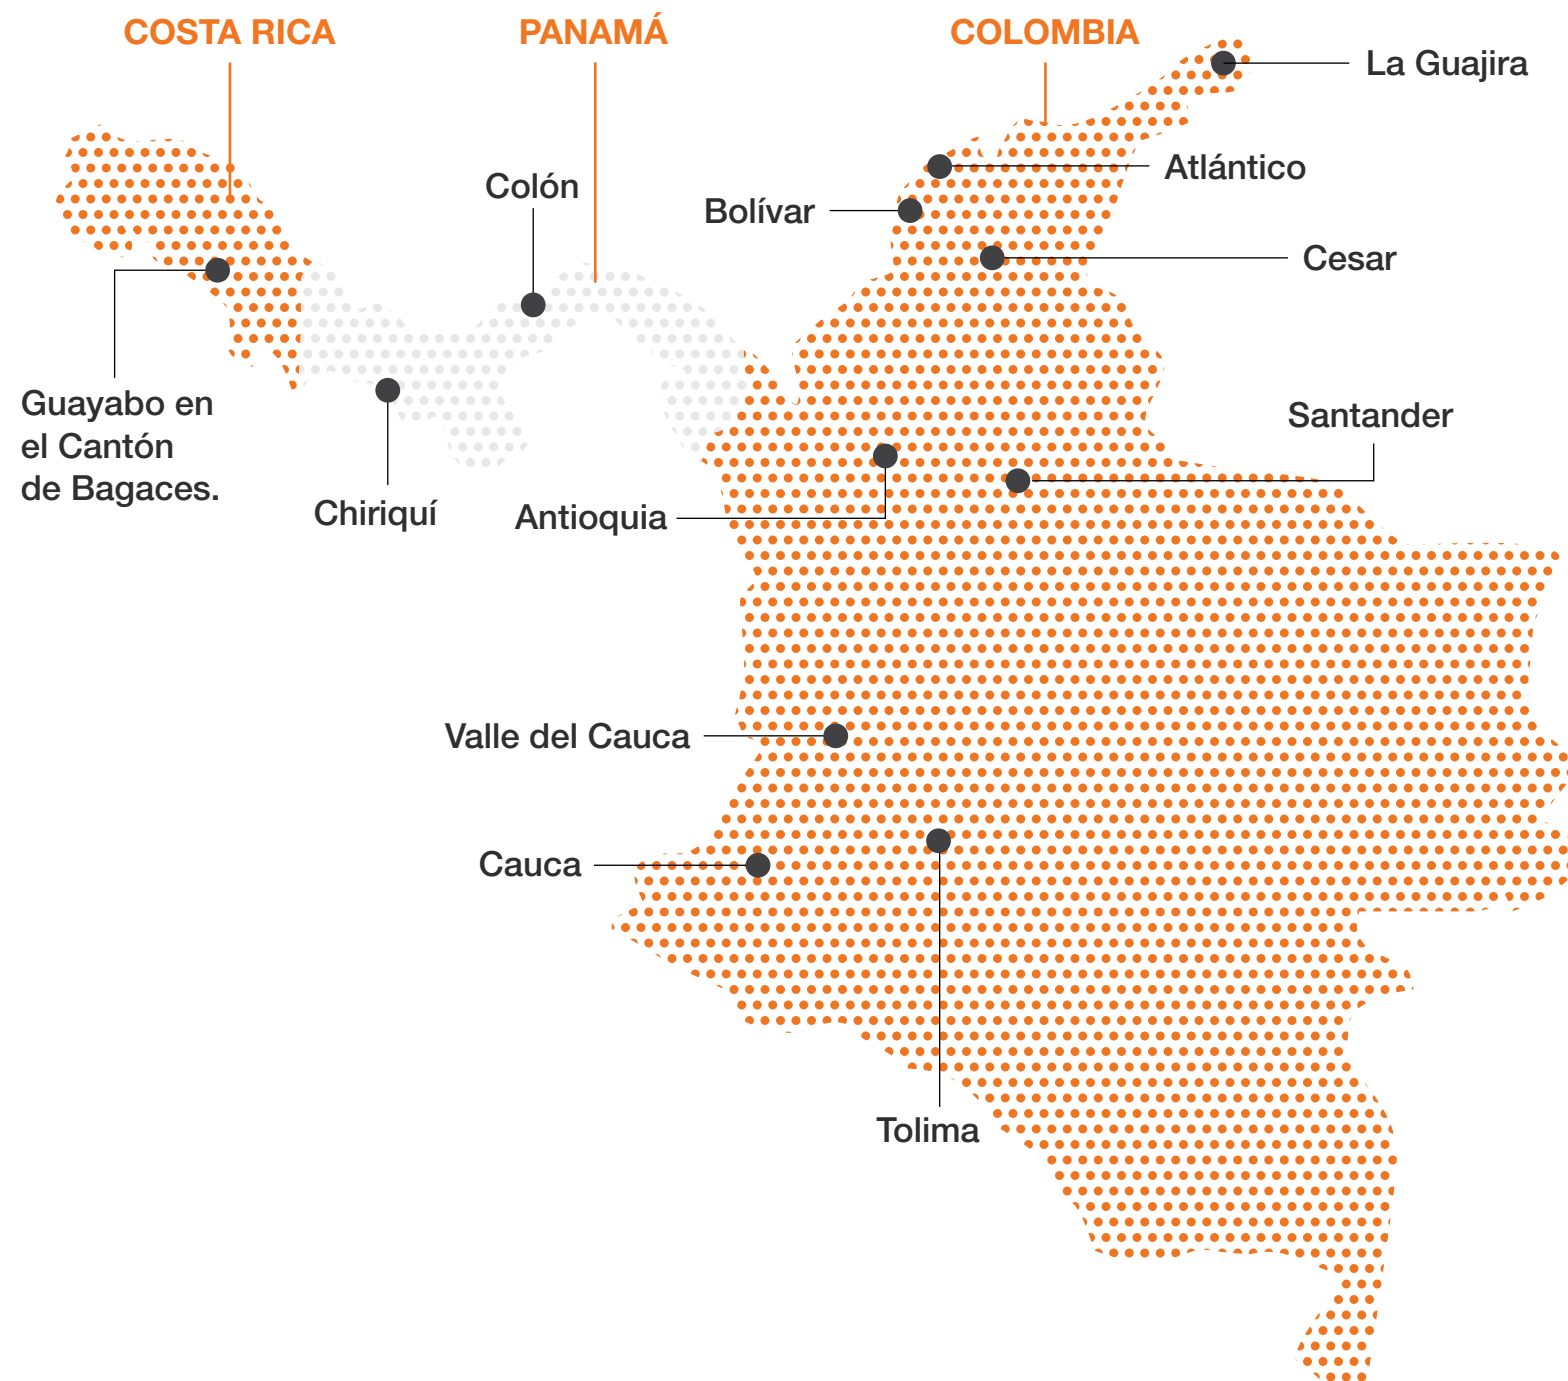 COSTA RICA
PANAMÁ
COLOMBIA
La Guajira
Atlántico
Colón
Bolívar
Cesar
Guayabo en
el Cantón
de Bagaces.
Santander
Chiriquí
Antioquia
Valle del Cauca
Cauca
Tolima